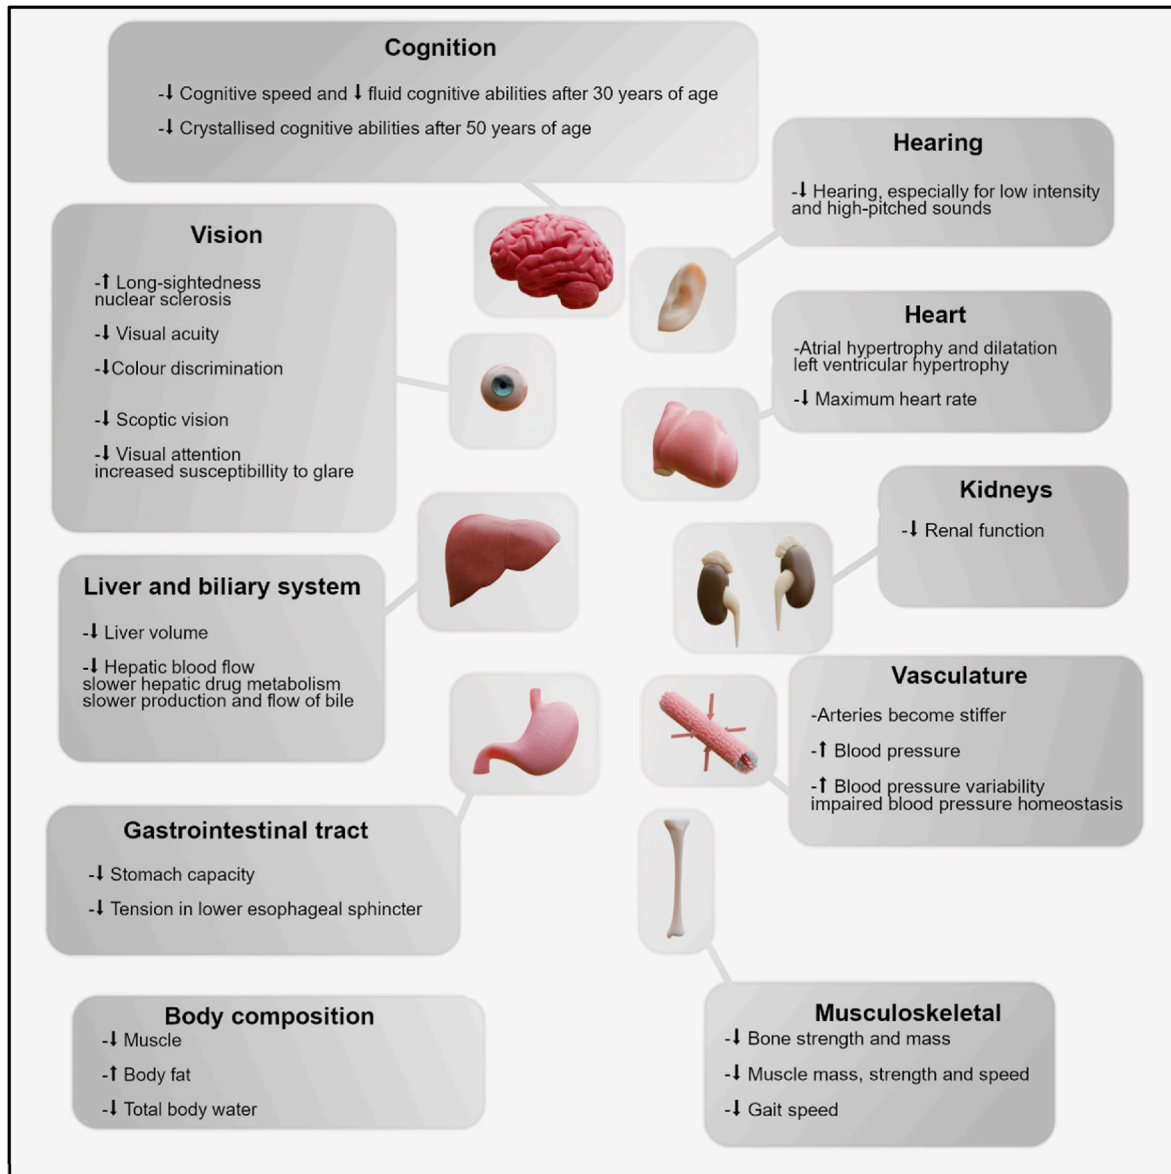 Cognition
-⬇ Cognitive speed and ⬇ fluid cognitive abilities after 30 years of age
-⬇ Crystallised cognitive abilities after 50 years of age
Hearing
-⬇ Hearing, especially for low intensity
and high-pitched sounds
Vision
-⬆ Long-sightedness
nuclear sclerosis
-⬇ Visual acuity
-⬇Colour discrimination
-⬇ Scoptic vision
-⬇ Visual attention
increased susceptibillity to glare
Heart
-Atrial hypertrophy and dilatation
left ventricular hypertrophy
-⬇ Maximum heart rate
Kidneys
-⬇ Renal function
Liver and biliary system
-⬇ Liver volume
-⬇ Hepatic blood flow
slower hepatic drug metabolism
slower production and flow of bile
Vasculature
-Arteries become stiffer
-⬆ Blood pressure
-⬆ Blood pressure variability
impaired blood pressure homeostasis
Gastrointestinal tract
-⬇ Stomach capacity
-⬇ Tension in lower esophageal sphincter
Body composition
-⬇ Muscle
-⬆ Body fat
-⬇ Total body water
Musculoskeletal
-⬇ Bone strength and mass
-⬇ Muscle mass, strength and speed
-⬇ Gait speed